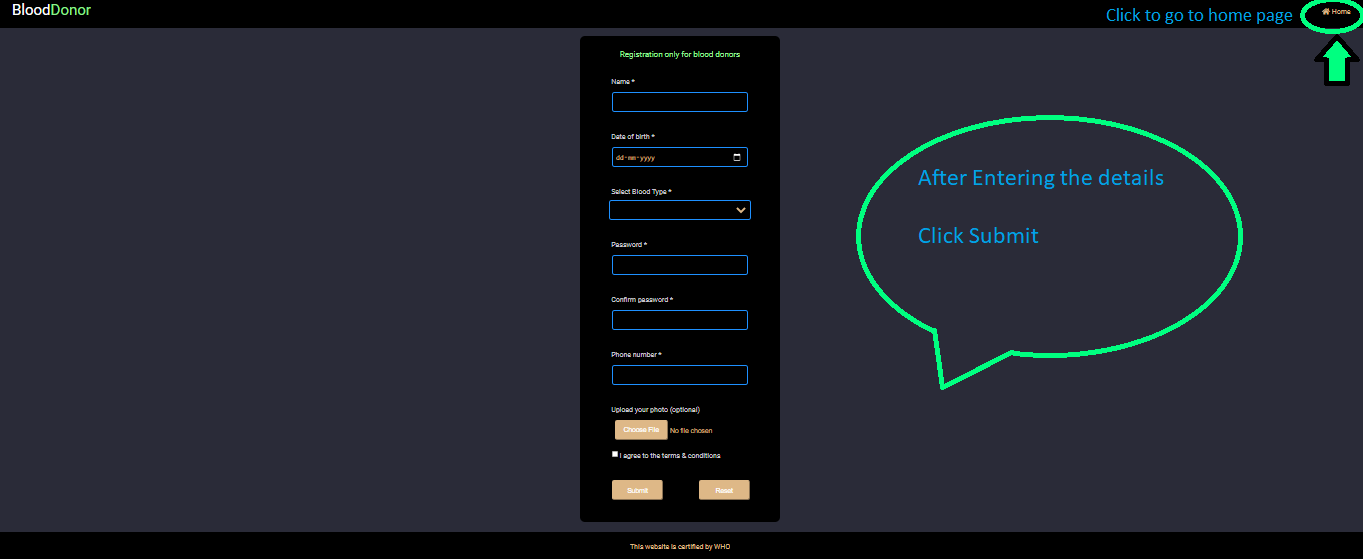 BloodDonor
Click to go to home page
Home
Registration only for blood donors
Name *
Date of birth *
dd-mm-yyyy
Select Blood Type *
Password *
Confirm password *
Phone number *
Upload your photo (optional)
Choose File No file chosen
I agree to the terms & conditions
Submit Reset
After Entering the details
Click Submit
This website is certified by WHO